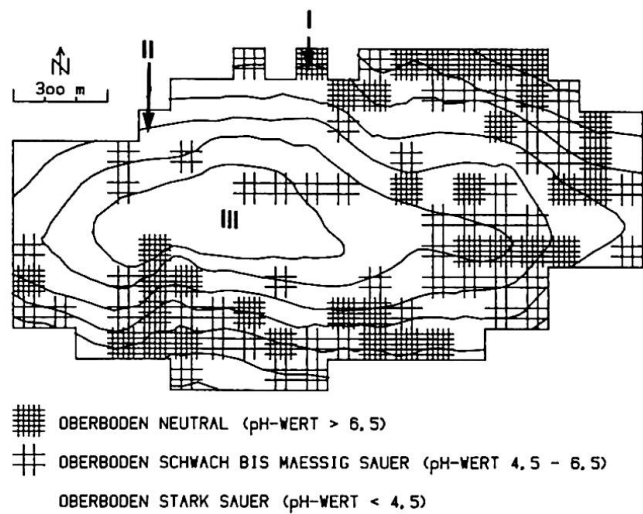 I
II
N
300 m
III
OBERBODEN NEUTRAL (pH-WERT > 6.5)
OBERBODEN SCHWACH BIS MAESSIG SAUER (pH-WERT 4.5 - 6.5)
OBERBODEN STARK SAUER (pH-WERT < 4.5)